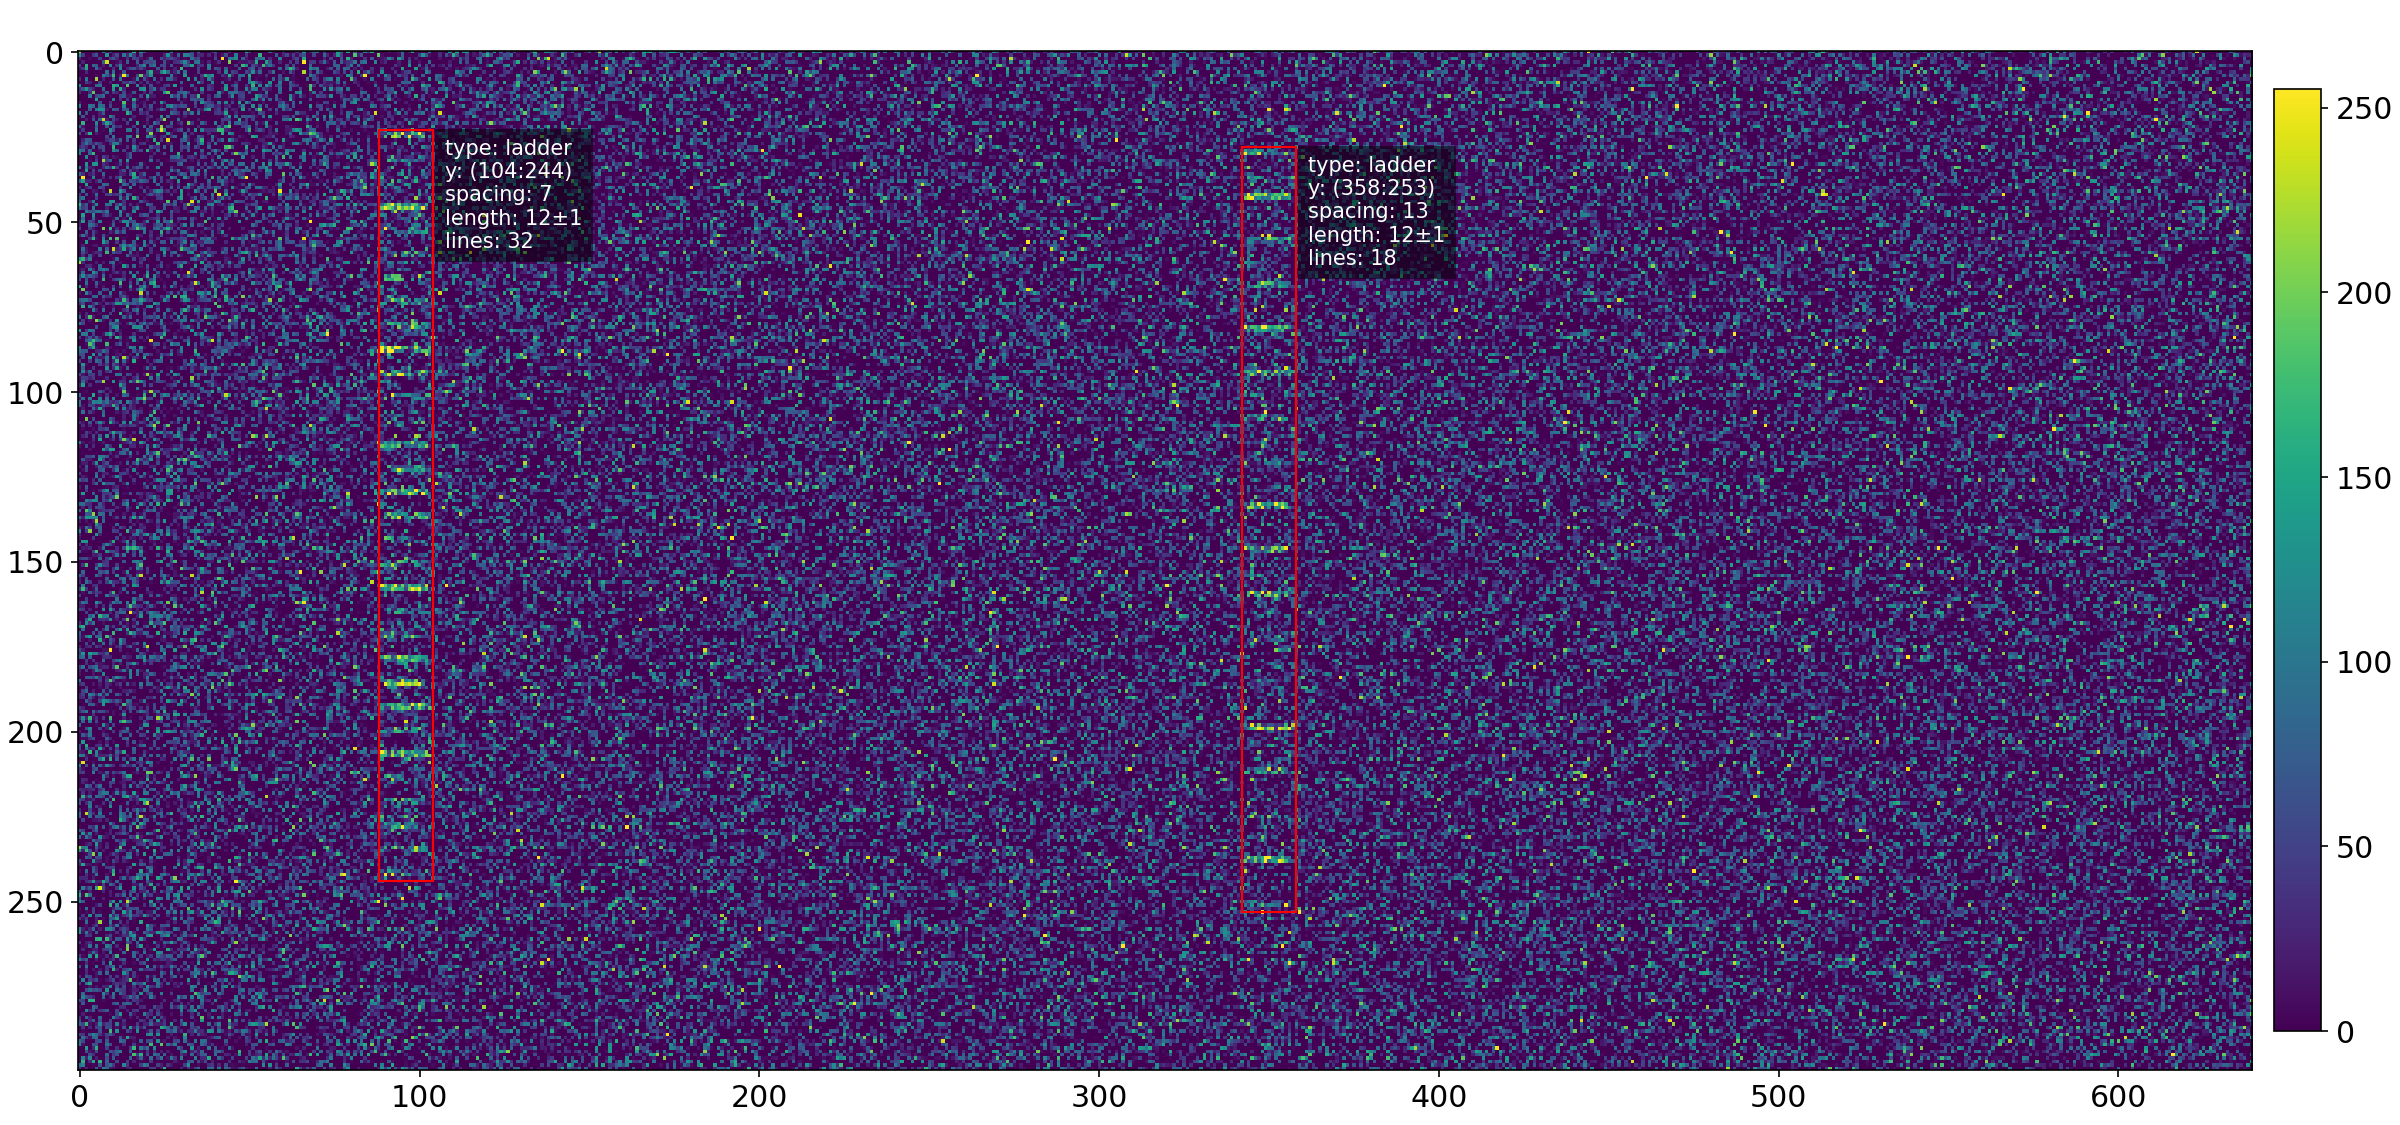 0
50
100
150
200
250
type: ladder
y: (104:244)
spacing: 7
length: 12±1
lines: 32
type: ladder
y: (358:253)
spacing: 13
length: 12±1
lines: 18
250
200
150
100
50
0
0 100 200 300 400 500 600